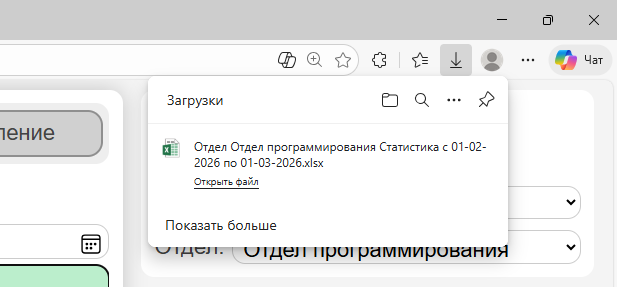 Чат
Загрузки
Отдел Отдел программирования Статистика с 01-02-
2026 по 01-03-2026.xlsx
Открыть файл
Показать больше
Отдел:
Отдел программирования